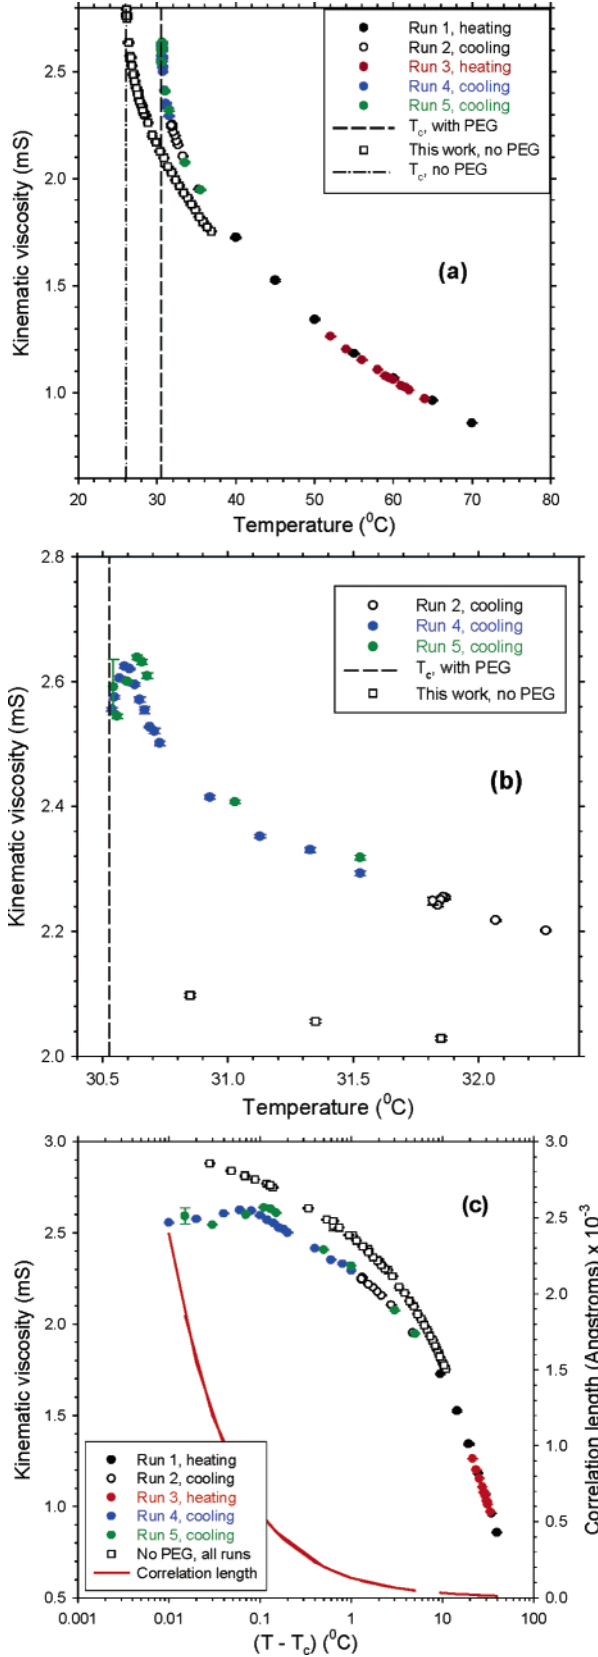 2.5
2.0
1.5
1.0
Kinematic viscosity (mS)
Run 1, heating
Run 2, cooling
Run 3, heating
Run 4, cooling
Run 5, cooling
Tc, with PEG
This work, no PEG
Tc, no PEG
(a)
20 30 40 50 60 70 80
Temperature (⁰C)
2.8
2.6
2.4
2.2
2.0
Kinematic viscosity (mS)
Run 2, cooling
Run 4, cooling
Run 5, cooling
Tc, with PEG
This work, no PEG
(b)
30.5 31.0 31.5 32.0
Temperature (⁰C)
3.0
2.5
2.0
1.5
1.0
0.5
Kinematic viscosity (mS)
(c)
Run 1, heating
Run 2, cooling
Run 3, heating
Run 4, cooling
Run 5, cooling
No PEG, all runs
Correlation length
3.0
2.5
2.0
1.5
1.0
0.5
0.0
Correlation length (Angstroms) x 10⁻³
0.001 0.01 0.1 1 10 100
(T - Tc) (⁰C)